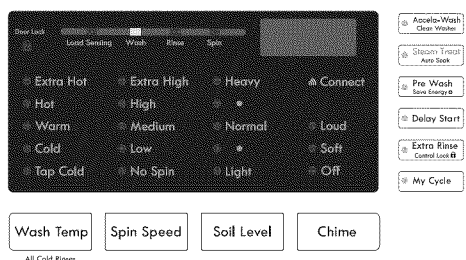 Door Lock
Load Sensing Wash Rinse Spin
Extra Hot Extra High Heavy Connect
Hot High
Warm Medium Normal Loud
Cold Low Soft
Tap Cold No Spin Light Off
Accela-Wash
Clean Washer
Steam Treat
Auto Soak
Pre Wash
Save Energy
Delay Start
Extra Rinse
Control Lock
My Cycle
Wash Temp Spin Speed Soil Level Chime
All Cold Rinses